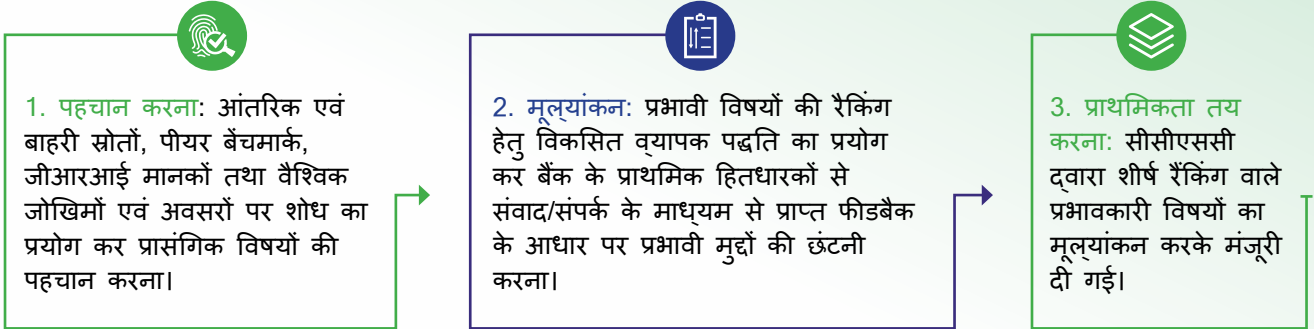 1. पहचान करना: आंतरिक एवं
बाहरी स्रोतों, पीयर बेंचमार्क,
जीआरआई मानकों तथा वैश्विक
जोखिमों एवं अवसरों पर शोध का
प्रयोग कर प्रासंगिक विषयों की
पहचान करना।
2. मूल्यांकन: प्रभावी विषयों की रैकिंग
हेतु विकसित व्यापक पद्धति का प्रयोग
कर बैंक के प्राथमिक हितधारकों से
संवाद/संपर्क के माध्यम से प्राप्त फीडबैक
के आधार पर प्रभावी मुद्दों की छंटनी
करना।
3. प्राथमिकता तय
करना: सीसीएससी
द्वारा शीर्ष रैंकिंग वाले
प्रभावकारी विषयों का
मूल्यांकन करके मंजूरी
दी गई।